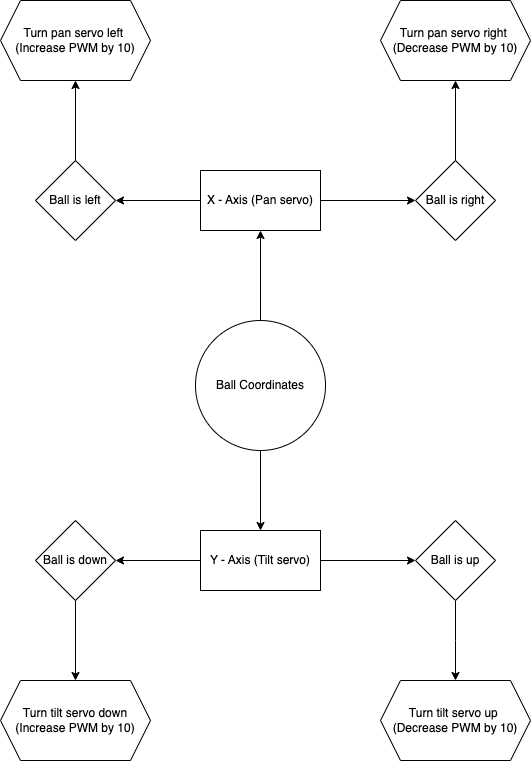 Turn pan servo left
(Increase PWM by 10)
Turn pan servo right
(Decrease PWM by 10)
Ball is left
X - Axis (Pan servo)
Ball is right
Ball Coordinates
Ball is down
Y - Axis (Tilt servo)
Ball is up
Turn tilt servo down
(Increase PWM by 10)
Turn tilt servo up
(Decrease PWM by 10)